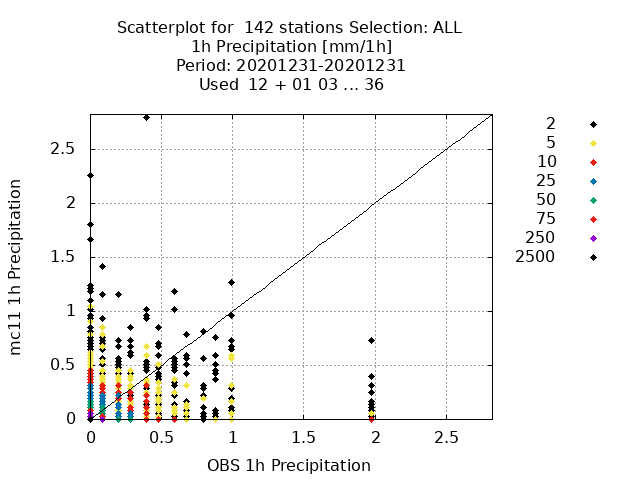 Scatterplot for  142 stations Selection: ALL
1h Precipitation [mm/1h]
Period: 20201231-20201231
Used  12 + 01 03 ... 36
2
5
10
25
50
75
250
2500
mc11 1h Precipitation
2.5
2
1.5
1
0.5
0
0 0.5 1 1.5 2 2.5
OBS 1h Precipitation